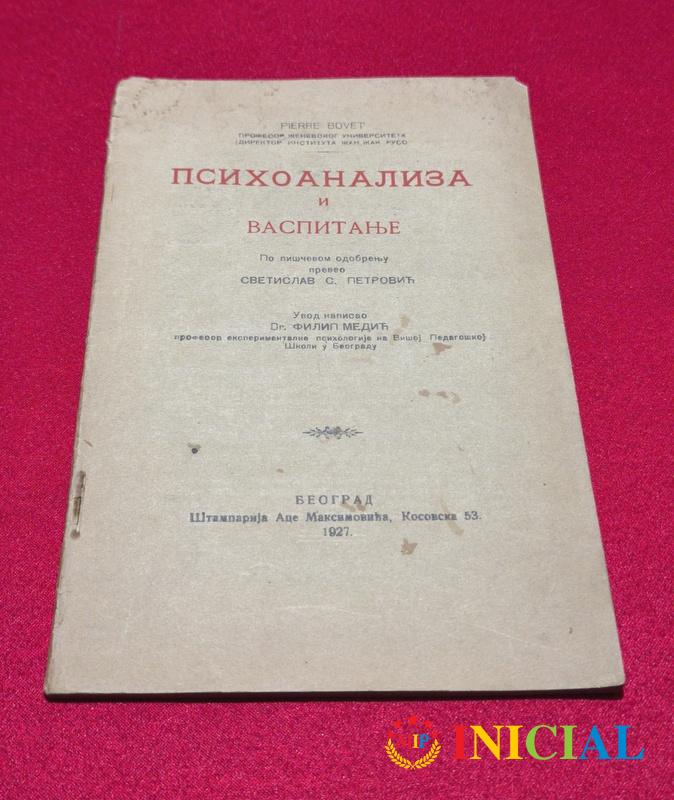 PIERRE BOVET
ПРОФЕСОР ЖЕНЕВСКОГ УНИВЕРСИТЕТА
(ДИРЕКТОР ИНСТИТУТА ЖАН ЖАК РУСО
ПСИХОАНАЛИЗА
И
ВАСПИТАЊЕ
По пишчевом одобрењу
превео
СВЕТИСЛАВ С. ПЕТРОВИЋ
Увод написао
Dr. ФИЛИП МЕДИЋ
професор експерименталне психологије на Вишој Педагошкој
Школи у Београду
БЕОГРАД
Штампарија Аце Максимовића, Косовска 53.
1927.
IP INICIAL